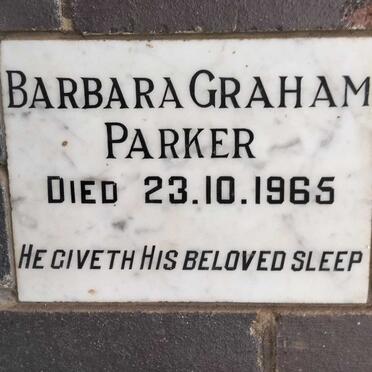 BARBARA GRAHAM
PARKER
DIED 23.10.1965
HE GIVETH HIS BELOVED SLEEP